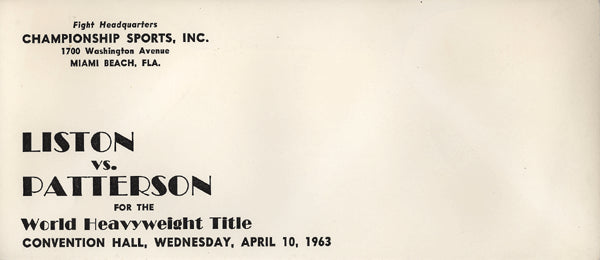 Fight Headquarters
CHAMPIONSHIP SPORTS, INC.
1700 Washington Avenue
MIAMI BEACH, FLA.
LISTON
vs.
PATTERSON
FOR THE
World Heavyweight Title
CONVENTION HALL, WEDNESDAY, APRIL 10, 1963